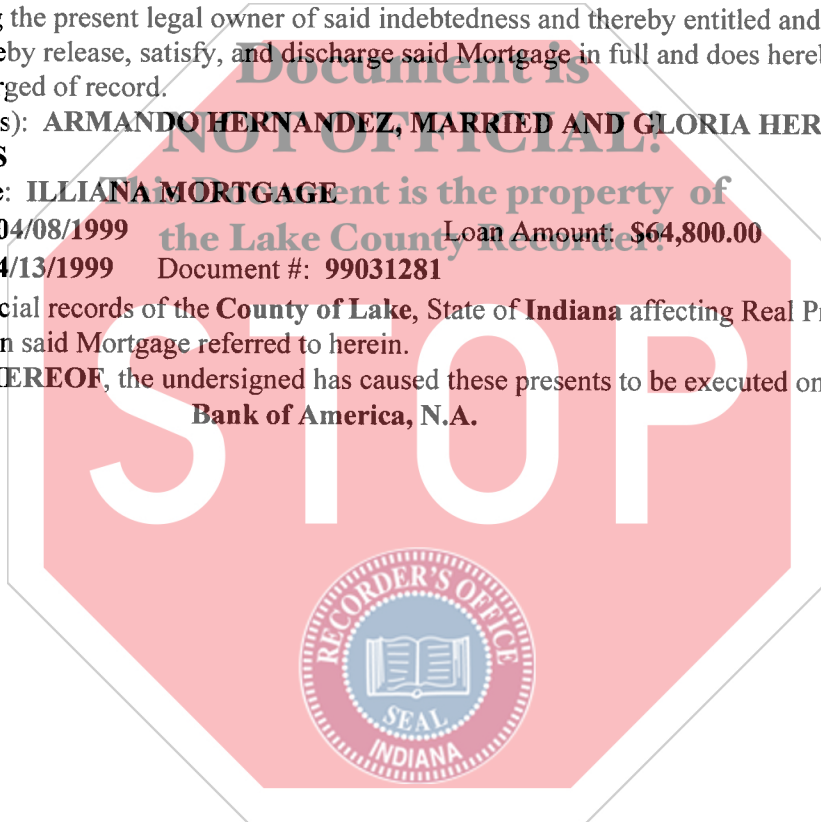 the present legal owner of said indebtedness and thereby entitled and
eby release, satisfy, and discharge said Mortgage in full and does hereb
rged of record.
s): ARMANDO HERNANDEZ, MARRIED AND GLORIA HER
S
e: ILLIANA MORTGAGE
04/08/1999 Loan Amount: $64,800.00
4/13/1999 Document #: 99031281
cial records of the County of Lake, State of Indiana affecting Real Pr
n said Mortgage referred to herein.
EREOF, the undersigned has caused these presents to be executed on
Bank of America, N.A.
Document is
NOT OFFICIAL!
This Document is the property of
the Lake County Recorder!
STOP
RECORDER'S OFFICE
SEAL
INDIANA